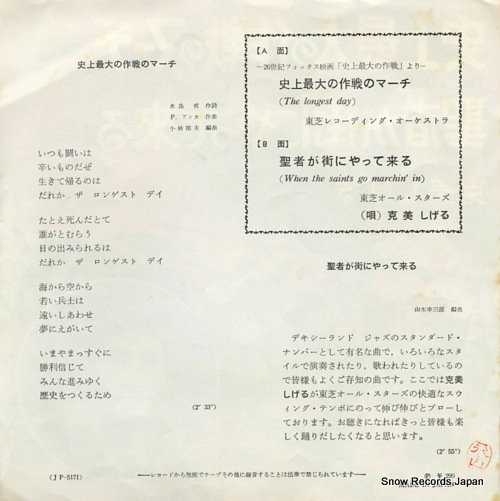 史上最大の作戦のマーチ
水島 哲 作詩
P．アンカ 作曲
小林郁夫 編曲
いつも闘いは
辛いものだぜ
生きて帰るのは
だれか ザ ロンゲスト デイ
たとえ死んだとて
誰がとむらう
日の出みられるは
だれか ザ ロンゲスト デイ
海から空から
若い兵士は
遠いしあわせ
夢にえがいて
いまやまっすぐに
勝利信じて
みんな進みゆく
歴史をつくるため
(2′33″)
【A 面】
―20世紀フォックス映画「史上最大の作戦」より―
史上最大の作戦のマーチ
(The longest day)
東芝レコーディング・オーケストラ
【B 面】
聖者が街にやって来る
(When the saints go marchin' in)
東芝オール・スターズ
(唄) 克美 しげる
聖者が街にやって来る
山木幸三郎 編曲
デキシーランド ジャズのスタンダード・
ナンバーとして有名な曲で，いろいろなスタ
イルで演奏されたり，歌われたりしているの
で皆様もよくご存知の曲です。ここでは克美
しげるが東芝オール・スターズの快適なスウ
ィング・テンポにのって伸び伸びとブローし
ております。お聴きになればきっと皆様も楽
しく踊りだしたくなると思います。
(2′55″)
(JP-5171)
―レコードから無断でテープその他に録音することは法律で禁じられています―
¥290
Snow Records Japan.com